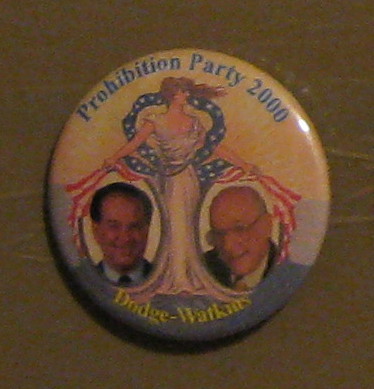 Prohibition Party 2000
Dodge-Watkins